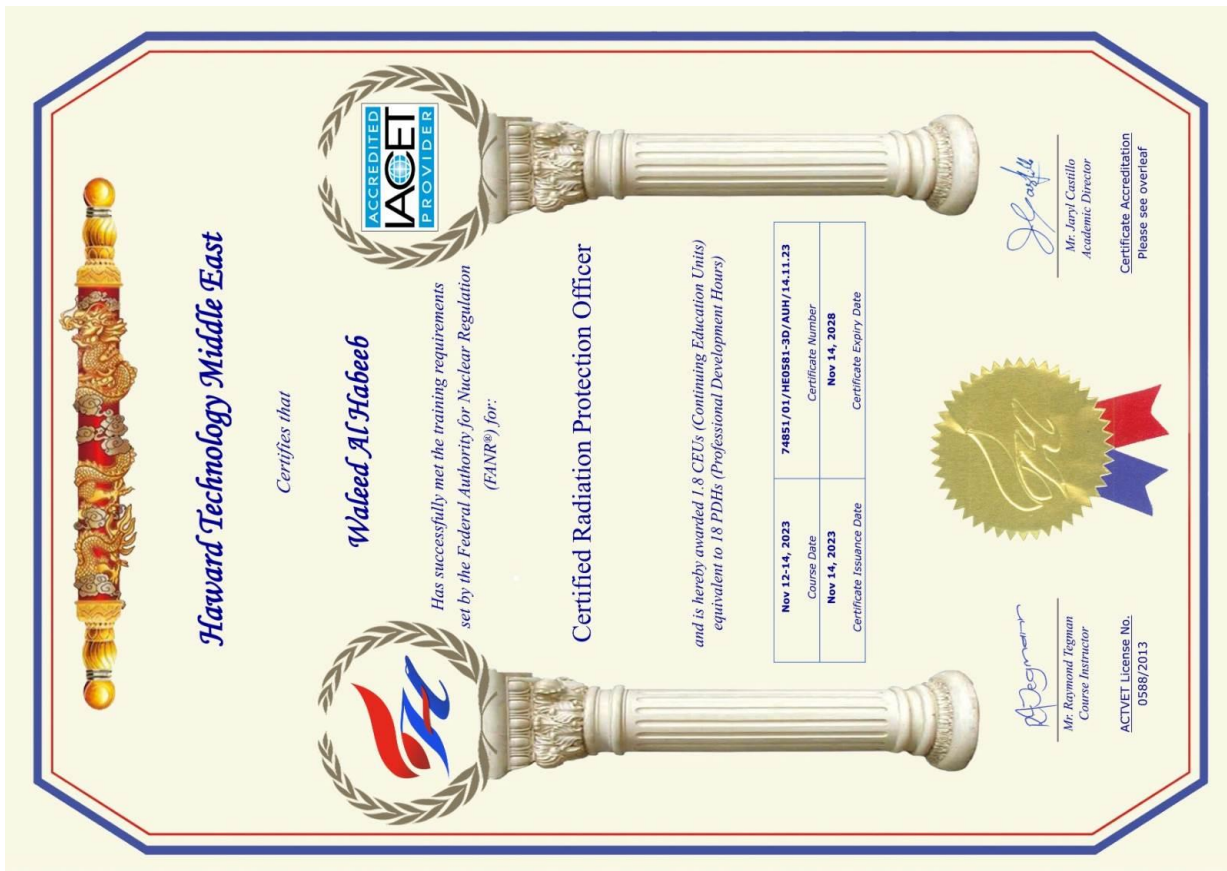 ACCREDITED
IACET
PROVIDER
Haward Technology Middle East
Certifies that
Waleed Al Habeeb
Has successfully met the training requirements
set by the Federal Authority for Nuclear Regulation
(FANR®) for:
Certified Radiation Protection Officer
and is hereby awarded 1.8 CEUs (Continuing Education Units)
equivalent to 18 PDHs (Professional Development Hours)
Nov 12-14, 2023 74851/01/HE0581-3D/AUH/14.11.23
Course Date Certificate Number
Nov 14, 2023 Nov 14, 2028
Certificate Issuance Date Certificate Expiry Date
Mr. Raymond Tegman
Course Instructor
ACTVET License No.
0588/2013
Mr. Jaryl Castillo
Academic Director
Certificate Accreditation
Please see overleaf